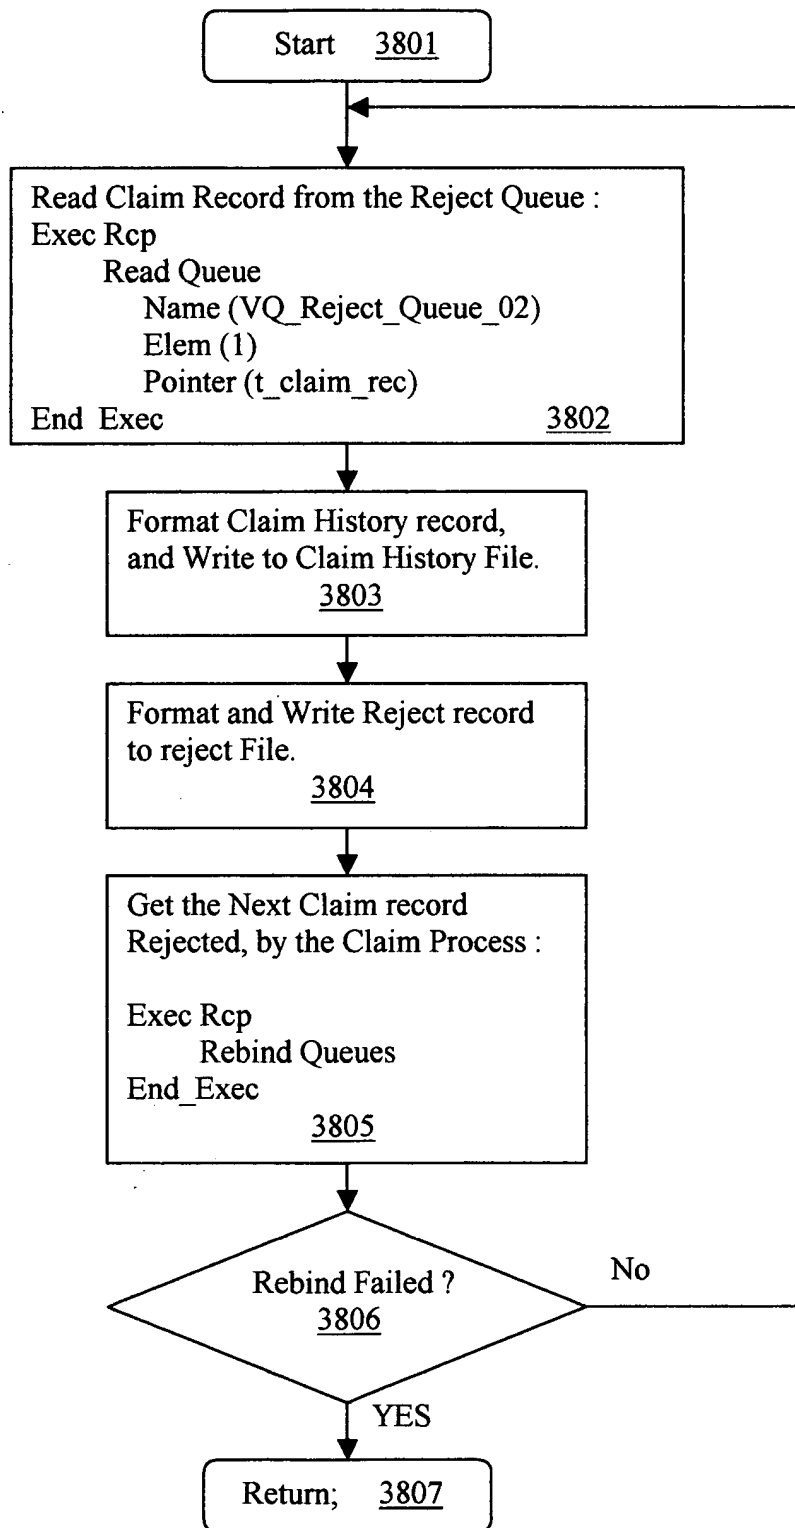 Start 3801
Read Claim Record from the Reject Queue :
Exec Rcp
Read Queue
Name (VQ_Reject_Queue_02)
Elem (1)
Pointer (t_claim_rec)
End Exec 3802
Format Claim History record,
and Write to Claim History File.
3803
Format and Write Reject record
to reject File.
3804
Get the Next Claim record
Rejected, by the Claim Process :
Exec Rcp
Rebind Queues
End_Exec
3805
Rebind Failed ?
3806
No
YES
Return; 3807